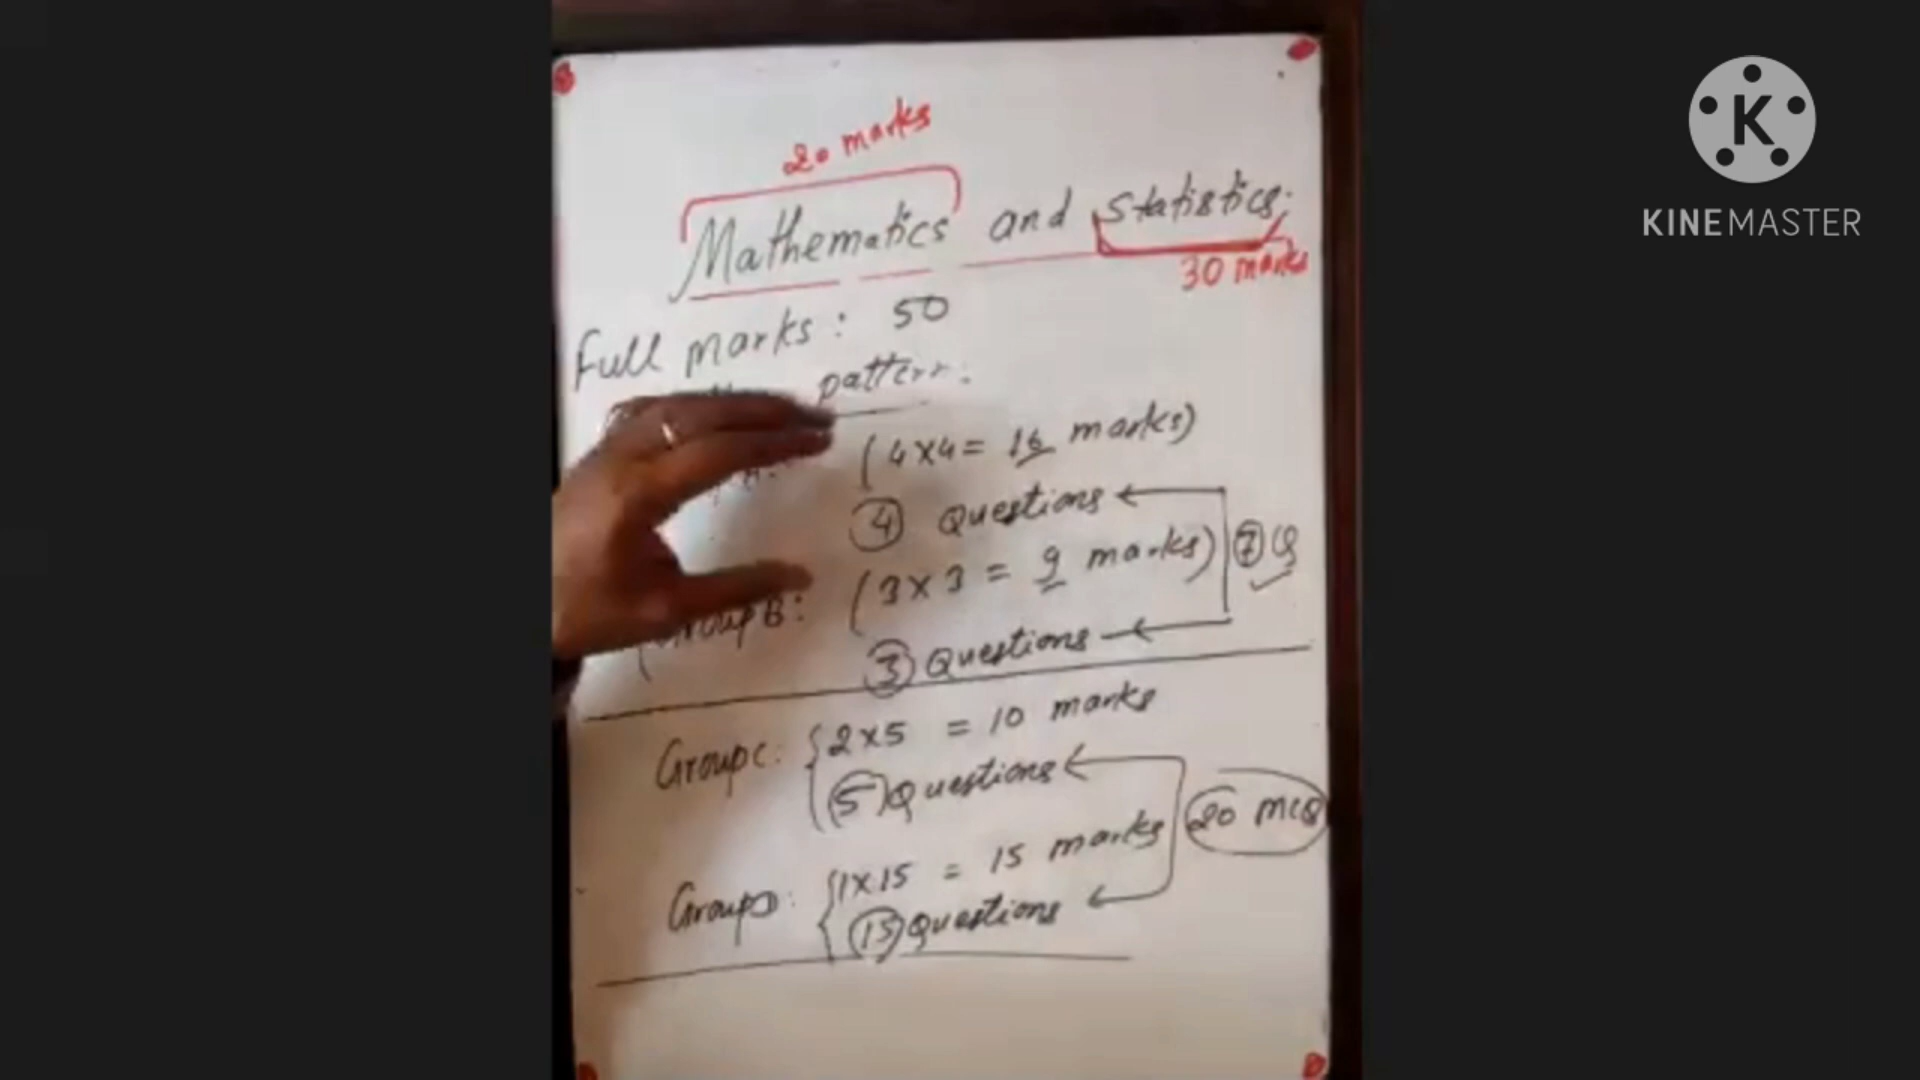 20 marks
Mathematics and Statistics.
30 marks
Full marks: 50
pattern:
(4×4 = 16 marks)
④ Questions
⑦ Q
Group B: (3×3 = 9 marks)
③ Questions
Group C: {2×5 = 10 marks
⑤ Questions
20 MCQ
Group D: {1×15 = 15 marks
⑮ Questions
K
KINEMASTER